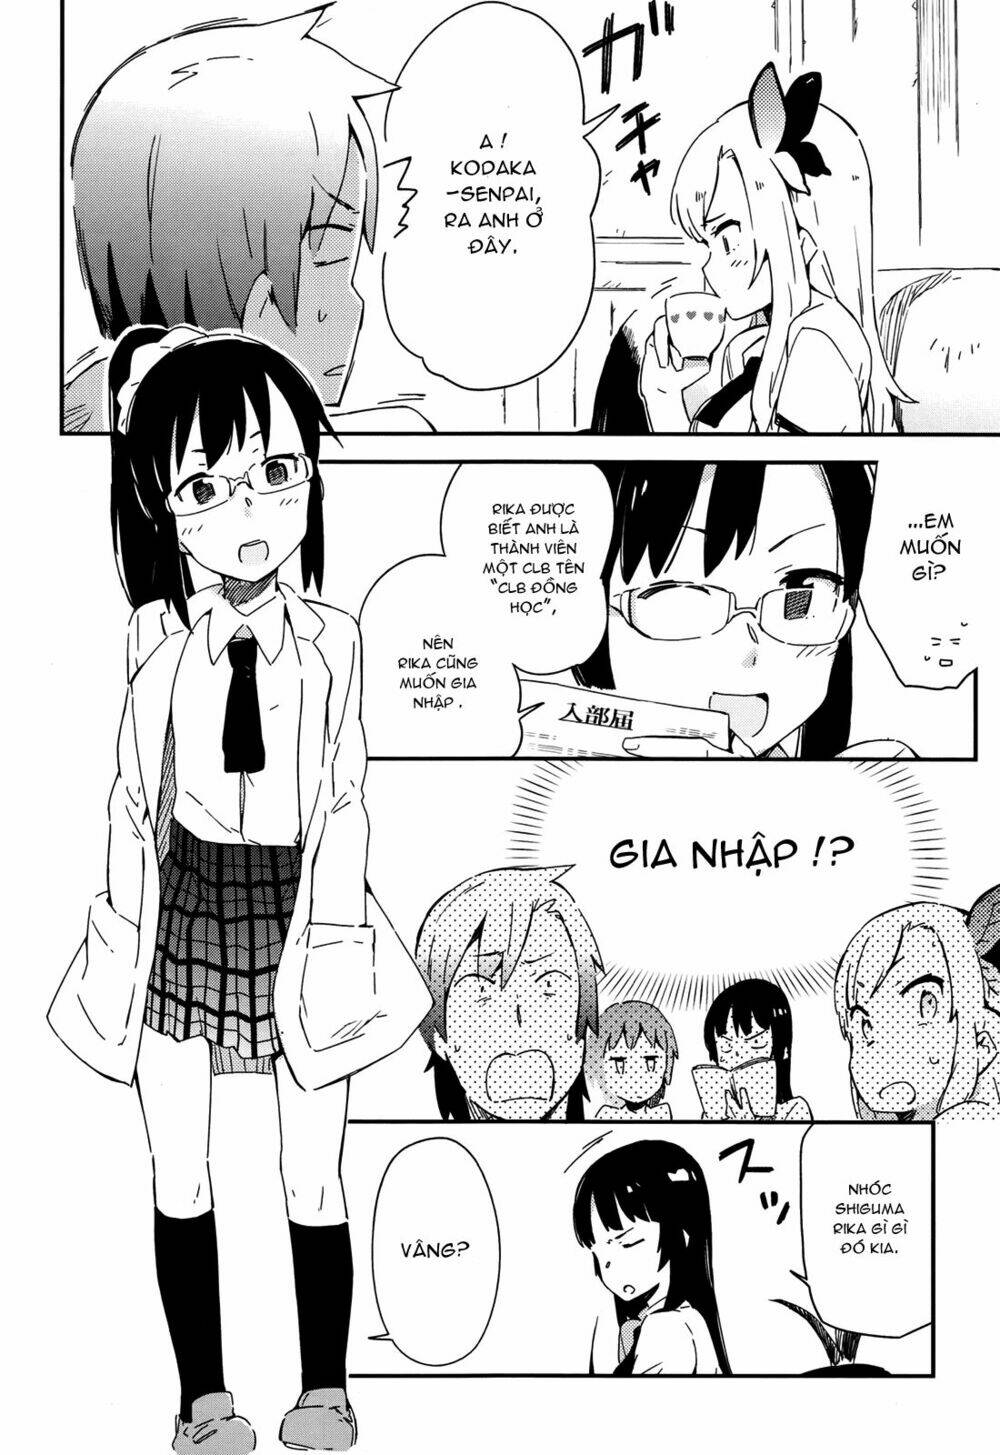 ガチャ
A !
KODAKA
-SENPAI,
RA ANH Ở
ĐÂY.
...EM
MUỐN
GÌ?
RIKA ĐƯỢC
BIẾT ANH LÀ
THÀNH VIÊN
MỘT CLB TÊN
"CLB ĐỒNG
HỌC",
NÊN
RIKA CŨNG
MUỐN GIA
NHẬP .
入部届
GIA NHẬP !?
NHÓC
SHIGUMA
RIKA GÌ GÌ
ĐÓ KIA.
ズイ
VÂNG?